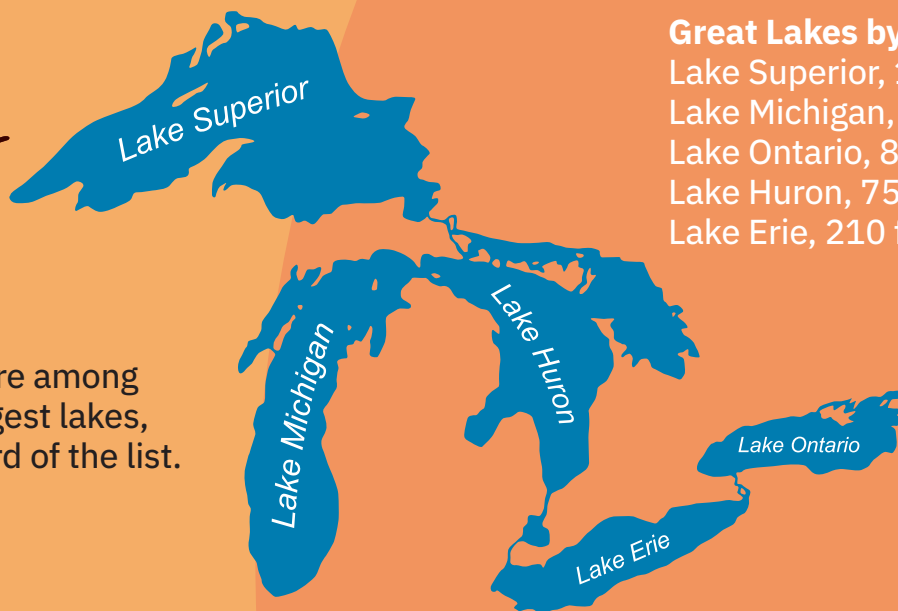 Great Lakes by
Lake Superior,
Lake Michigan,
Lake Ontario, 8
Lake Huron, 75
Lake Erie, 210
Lake Superior
Lake Michigan
Lake Huron
Lake Ontario
Lake Erie
re among
gest lakes,
rd of the list.